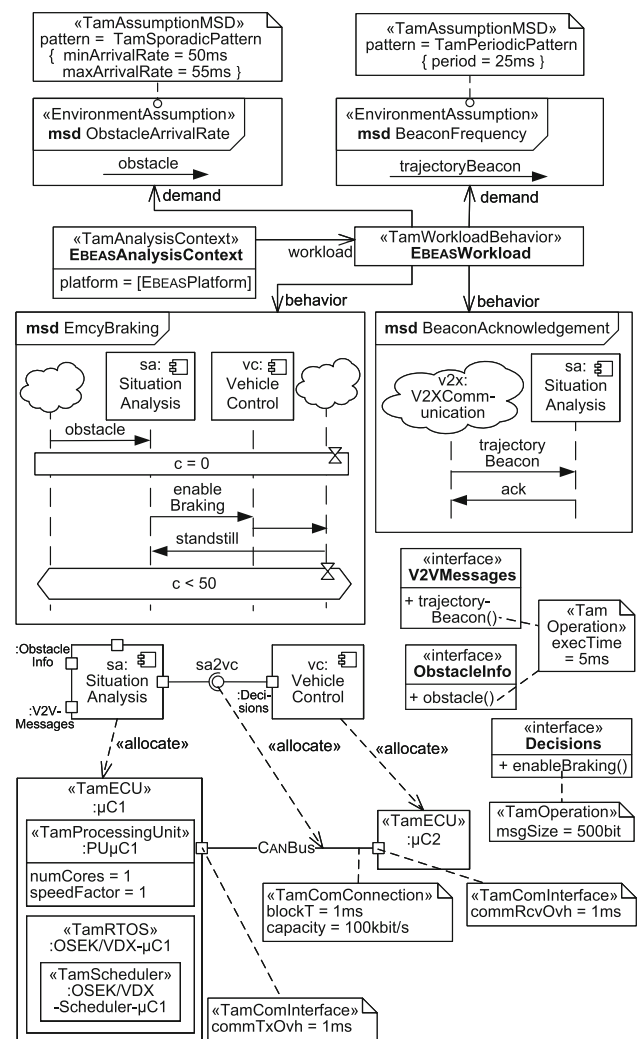 «TamAssumptionMSD»
pattern = TamSporadicPattern
{ minArrivalRate = 50ms
maxArrivalRate = 55ms }
«TamAssumptionMSD»
pattern = TamPeriodicPattern
{ period = 25ms }
«EnvironmentAssumption»
msd ObstacleArrivalRate
obstacle
«EnvironmentAssumption»
msd BeaconFrequency
trajectoryBeacon
demand
demand
«TamAnalysisContext»
EBEASANALYSISCONTEXT
platform = [EBEASPLATFORM]
workload
«TamWorkloadBehavior»
EBEASWORKLOAD
behavior
behavior
msd EmcyBraking
sa:
Situation
Analysis
vc:
Vehicle
Control
obstacle
c = 0
enable
Braking
standstill
c < 50
msd BeaconAcknowledgement
v2x:
V2XComm-
unication
sa:
Situation
Analysis
trajectory
Beacon
ack
«interface»
V2VMessages
+ trajectory-
Beacon()
«Tam
Operation»
execTime
= 5ms
«interface»
ObstacleInfo
+ obstacle()
«interface»
Decisions
+ enableBraking()
«TamOperation»
msgSize = 500bit
:Obstacle
Info
:V2V-
Messages
sa:
Situation
Analysis
sa2vc
:Deci-
sions
vc:
Vehicle
Control
«allocate»
«allocate»
«allocate»
«TamECU»
:µC1
«TamProcessingUnit»
:PUµC1
numCores = 1
speedFactor = 1
«TamRTOS»
:OSEK/VDX-µC1
«TamScheduler»
:OSEK/VDX
-Scheduler-µC1
CANBUS
«TamECU»
:µC2
«TamComConnection»
blockT = 1ms
capacity = 100kbit/s
«TamComInterface»
commRcvOvh = 1ms
«TamComInterface»
commTxOvh = 1ms